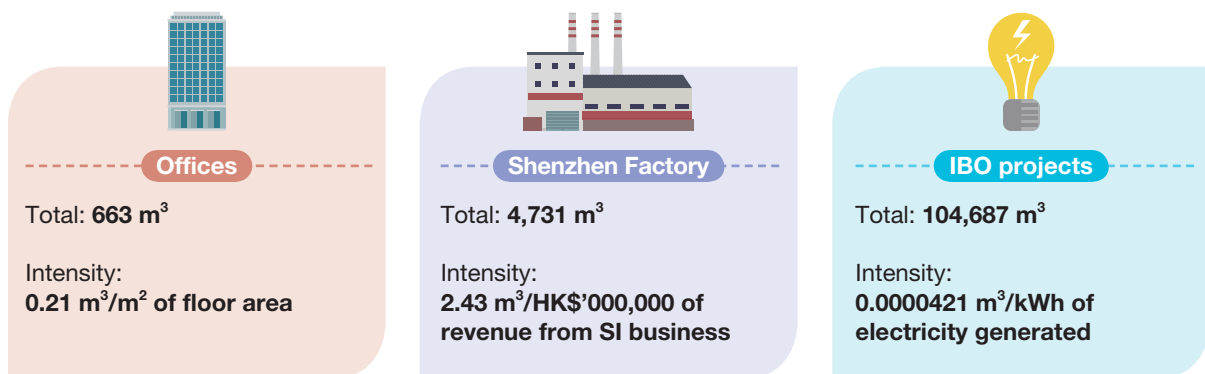 Offices
Total: 663 m³
Intensity:
0.21 m³/m² of floor area
Shenzhen Factory
Total: 4,731 m³
Intensity:
2.43 m³/HK$’000,000 of
revenue from SI business
IBO projects
Total: 104,687 m³
Intensity:
0.0000421 m³/kWh of
electricity generated